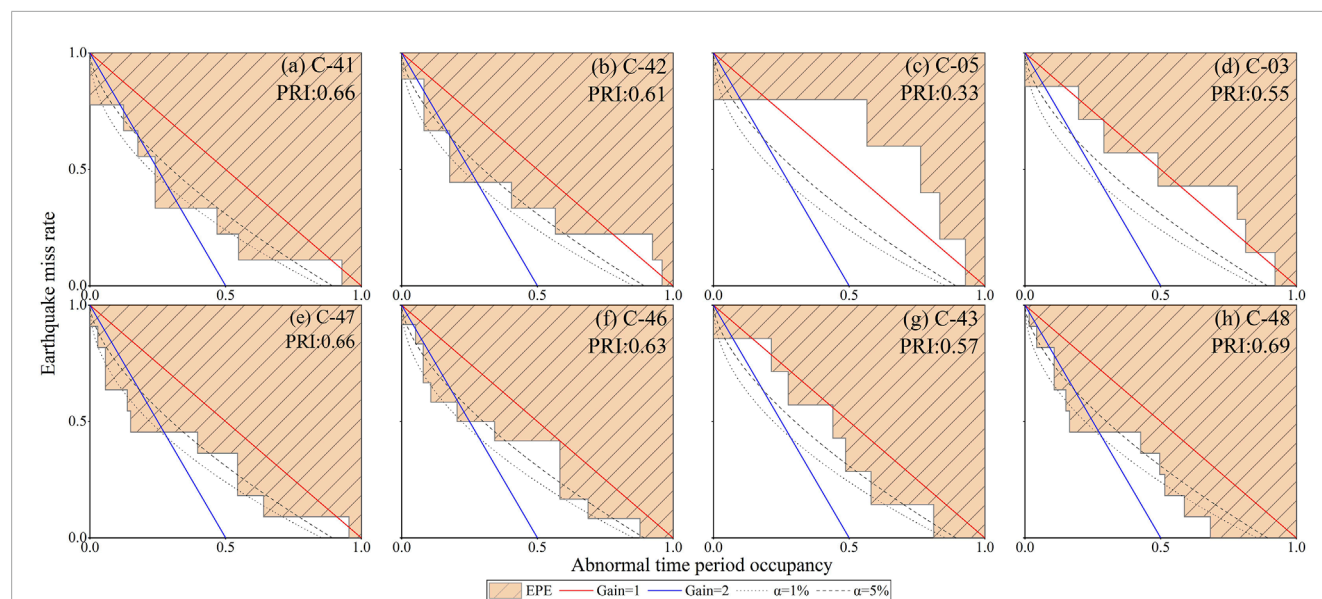 1.0
(a) C-41
PRI:0.66
(b) C-42
PRI:0.61
(c) C-05
PRI:0.33
(d) C-03
PRI:0.55
0.5
0.0 0.5 1.0 0.0 0.5 1.0 0.0 0.5 1.0 0.0 0.5 1.0
Earthquake miss rate
1.0
(e) C-47
PRI:0.66
(f) C-46
PRI:0.63
(g) C-43
PRI:0.57
(h) C-48
PRI:0.69
0.5
0.0
0.0 0.5 1.0 0.0 0.5 1.0 0.0 0.5 1.0 0.0 0.5 1.0
Abnormal time period occupancy
EPE Gain=1 Gain=2 α=1% α=5%